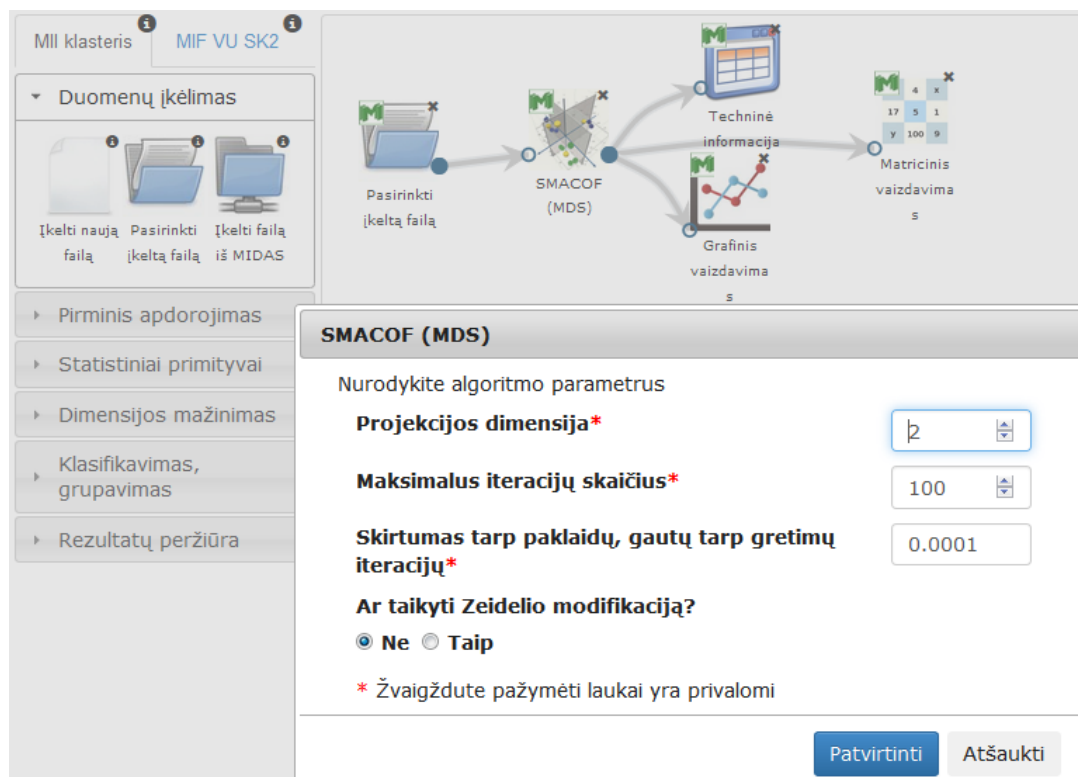 MII klasteris
MIF VU SK2
Duomenų įkėlimas
Įkelti naują
failą
Pasirinkti
įkeltą failą
Įkelti failą
iš MIDAS
Pirminis apdorojimas
Statistiniai primityvai
Dimensijos mažinimas
Klasifikavimas,
grupavimas
Rezultatų peržiūra
Pasirinkti
įkeltą failą
SMACOF
(MDS)
Techninė
informacija
Grafinis
vaizdavima
s
4 x
17 5 1
y 100 9
Matricinis
vaizdavima
s
SMACOF (MDS)
Nurodykite algoritmo parametrus
Projekcijos dimensija*
2
Maksimalus iteracijų skaičius*
100
Skirtumas tarp paklaidų, gautų tarp gretimų
iteracijų*
0.0001
Ar taikyti Zeidelio modifikaciją?
Ne Taip
* Žvaigždute pažymėti laukai yra privalomi
Patvirtinti
Atšaukti